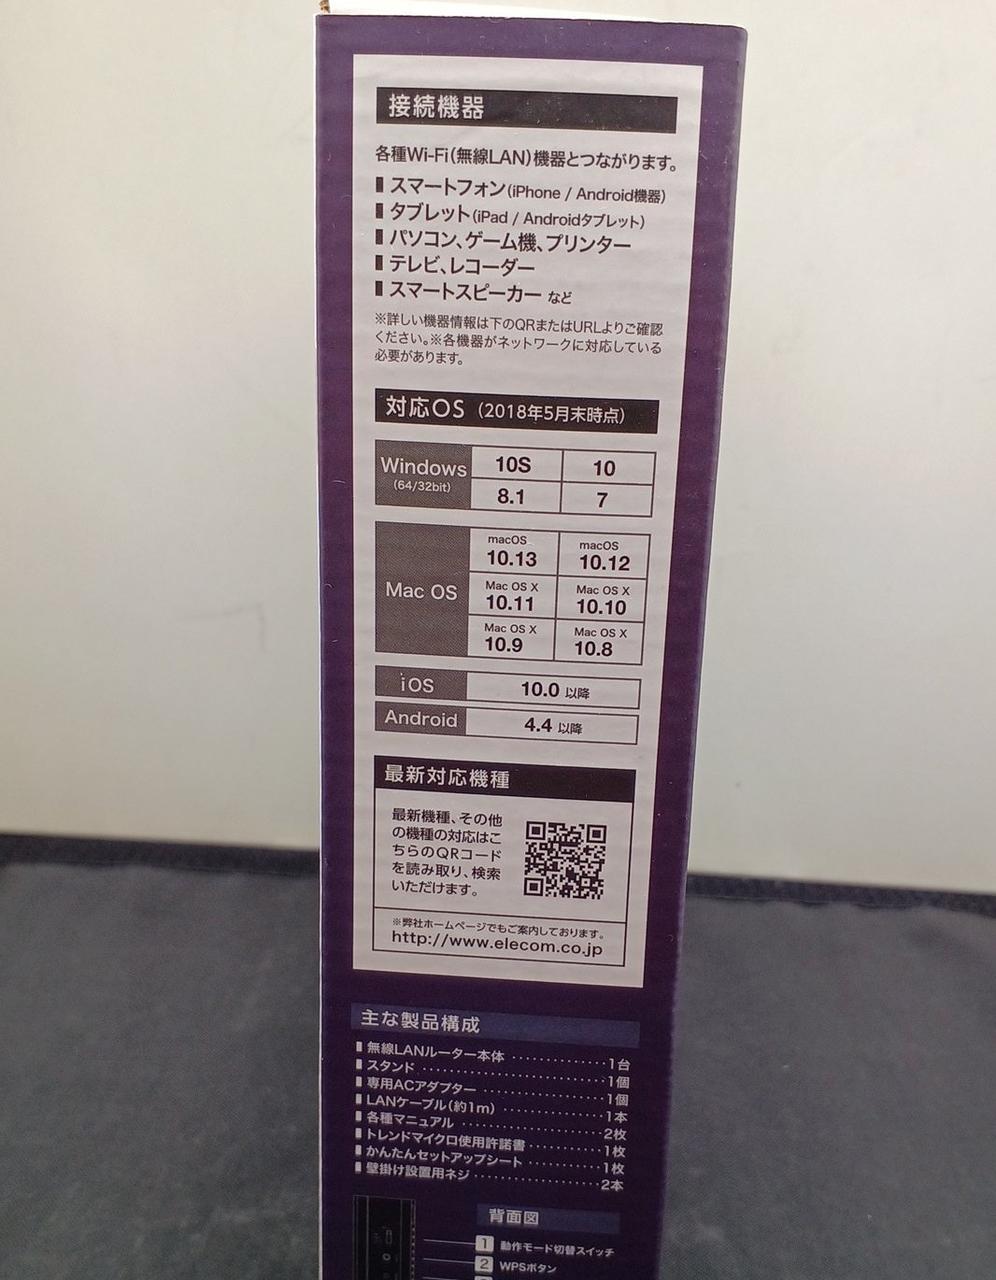 接続機器
各種Wi-Fi(無線LAN)機器とつながります。
スマートフォン(iPhone / Android機器)
タブレット(iPad / Androidタブレット)
パソコン、ゲーム機、プリンター
テレビ、レコーダー
スマートスピーカー など
※詳しい機器情報は下のQRまたはURLよりご確認
ください。※各機器がネットワークに対応している
必要があります。
対応OS (2018年5月末時点)
Windows 10S 10
(64/32bit) 8.1 7
macOS macOS
10.13 10.12
Mac OS
Mac OS X Mac OS X
10.11 10.10
Mac OS X Mac OS X
10.9 10.8
iOS 10.0 以降
Android 4.4 以降
最新対応機種
最新機種、その他
の機種の対応はこ
ちらのQRコード
を読み取り、検索
いただけます。
※弊社ホームページでもご案内しております。
http://www.elecom.co.jp
主な製品構成
無線LANルーター本体 ・・・・・・・・・・・・・・1台
スタンド ・・・・・・・・・・・・・・・・・・・・・・・・1個
専用ACアダプター ・・・・・・・・・・・・・・・・1個
LANケーブル(約1m) ・・・・・・・・・・・・・・1本
各種マニュアル ・・・・・・・・・・・・・・・・・・2枚
トレンドマイクロ使用許諾書 ・・・・・・・・・・1枚
かんたんセットアップシート ・・・・・・・・・・1枚
壁掛け設置用ネジ ・・・・・・・・・・・・・・・・2本
背面図
1 動作モード切替スイッチ
2 WPSボタン